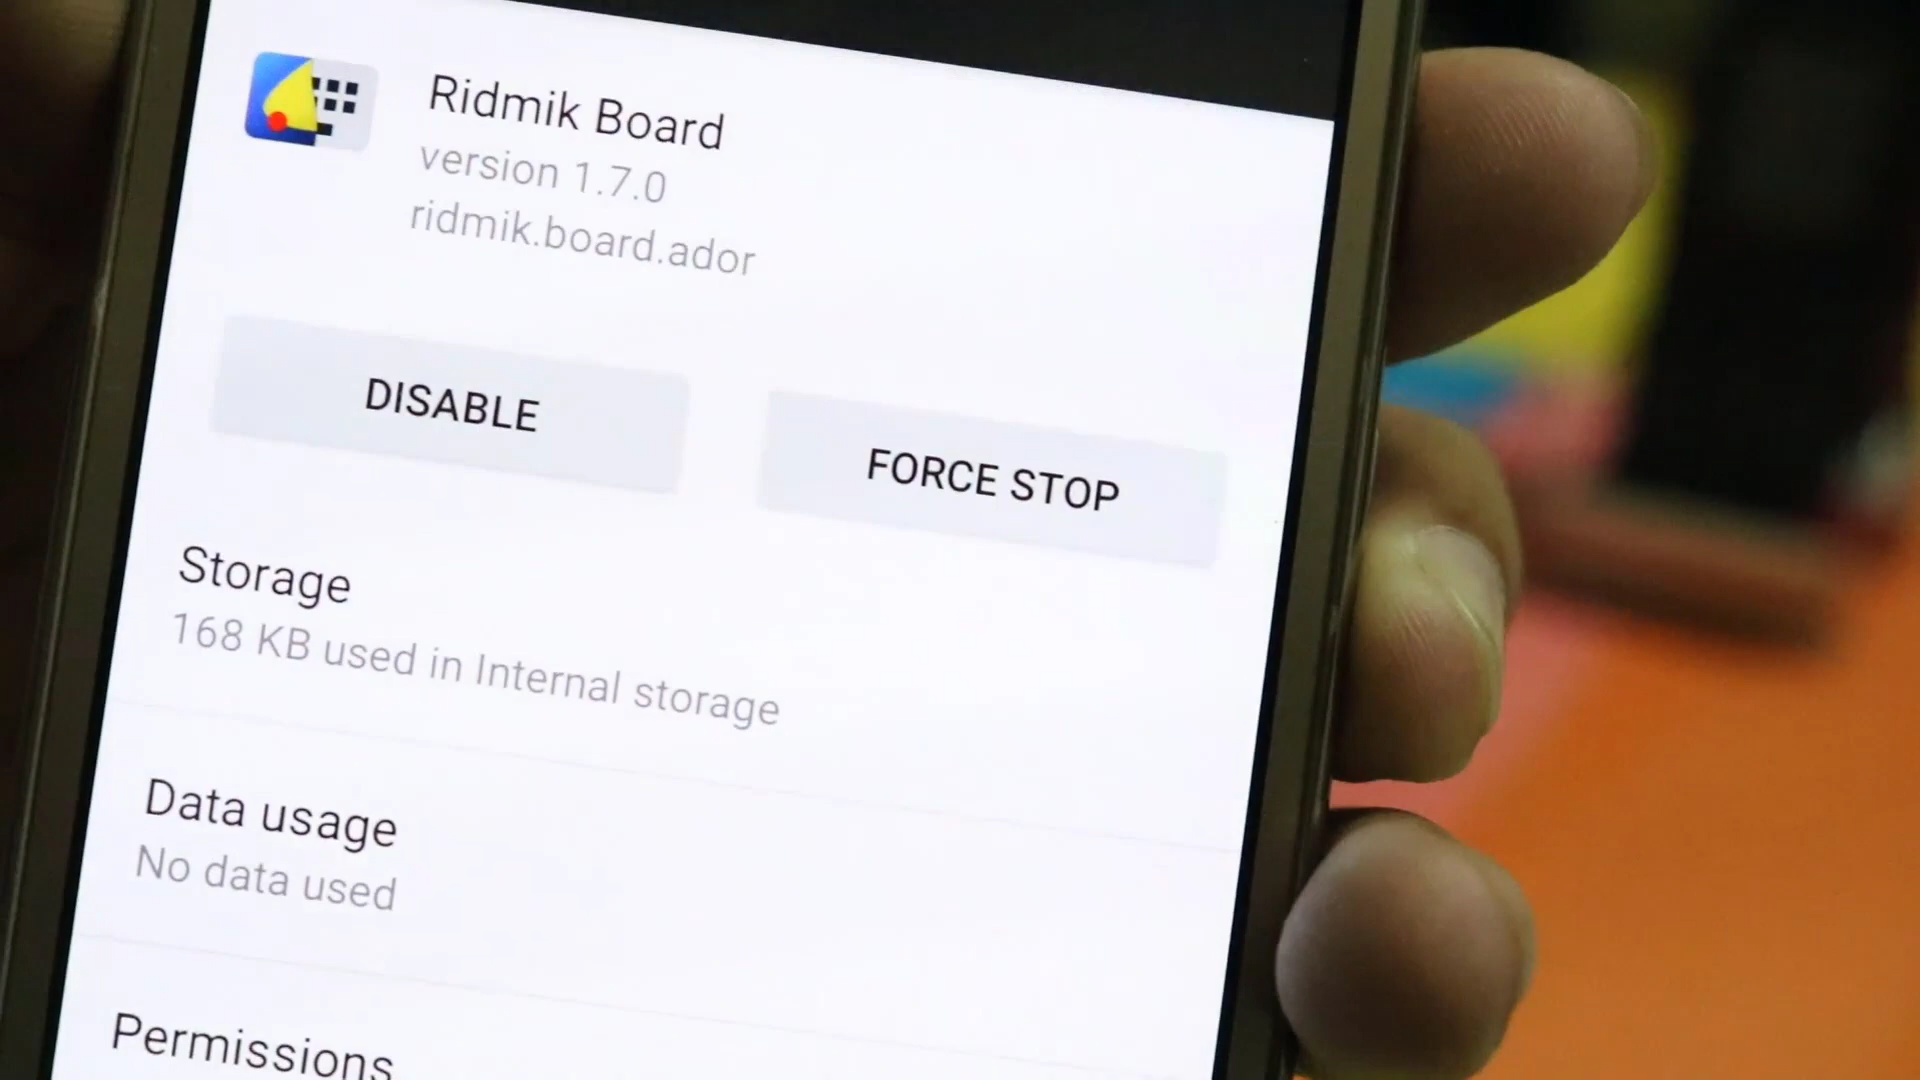 Ridmik Board
version 1.7.0
ridmik.board.ador
DISABLE
FORCE STOP
Storage
168 KB used in Internal storage
Data usage
No data used
Permissions